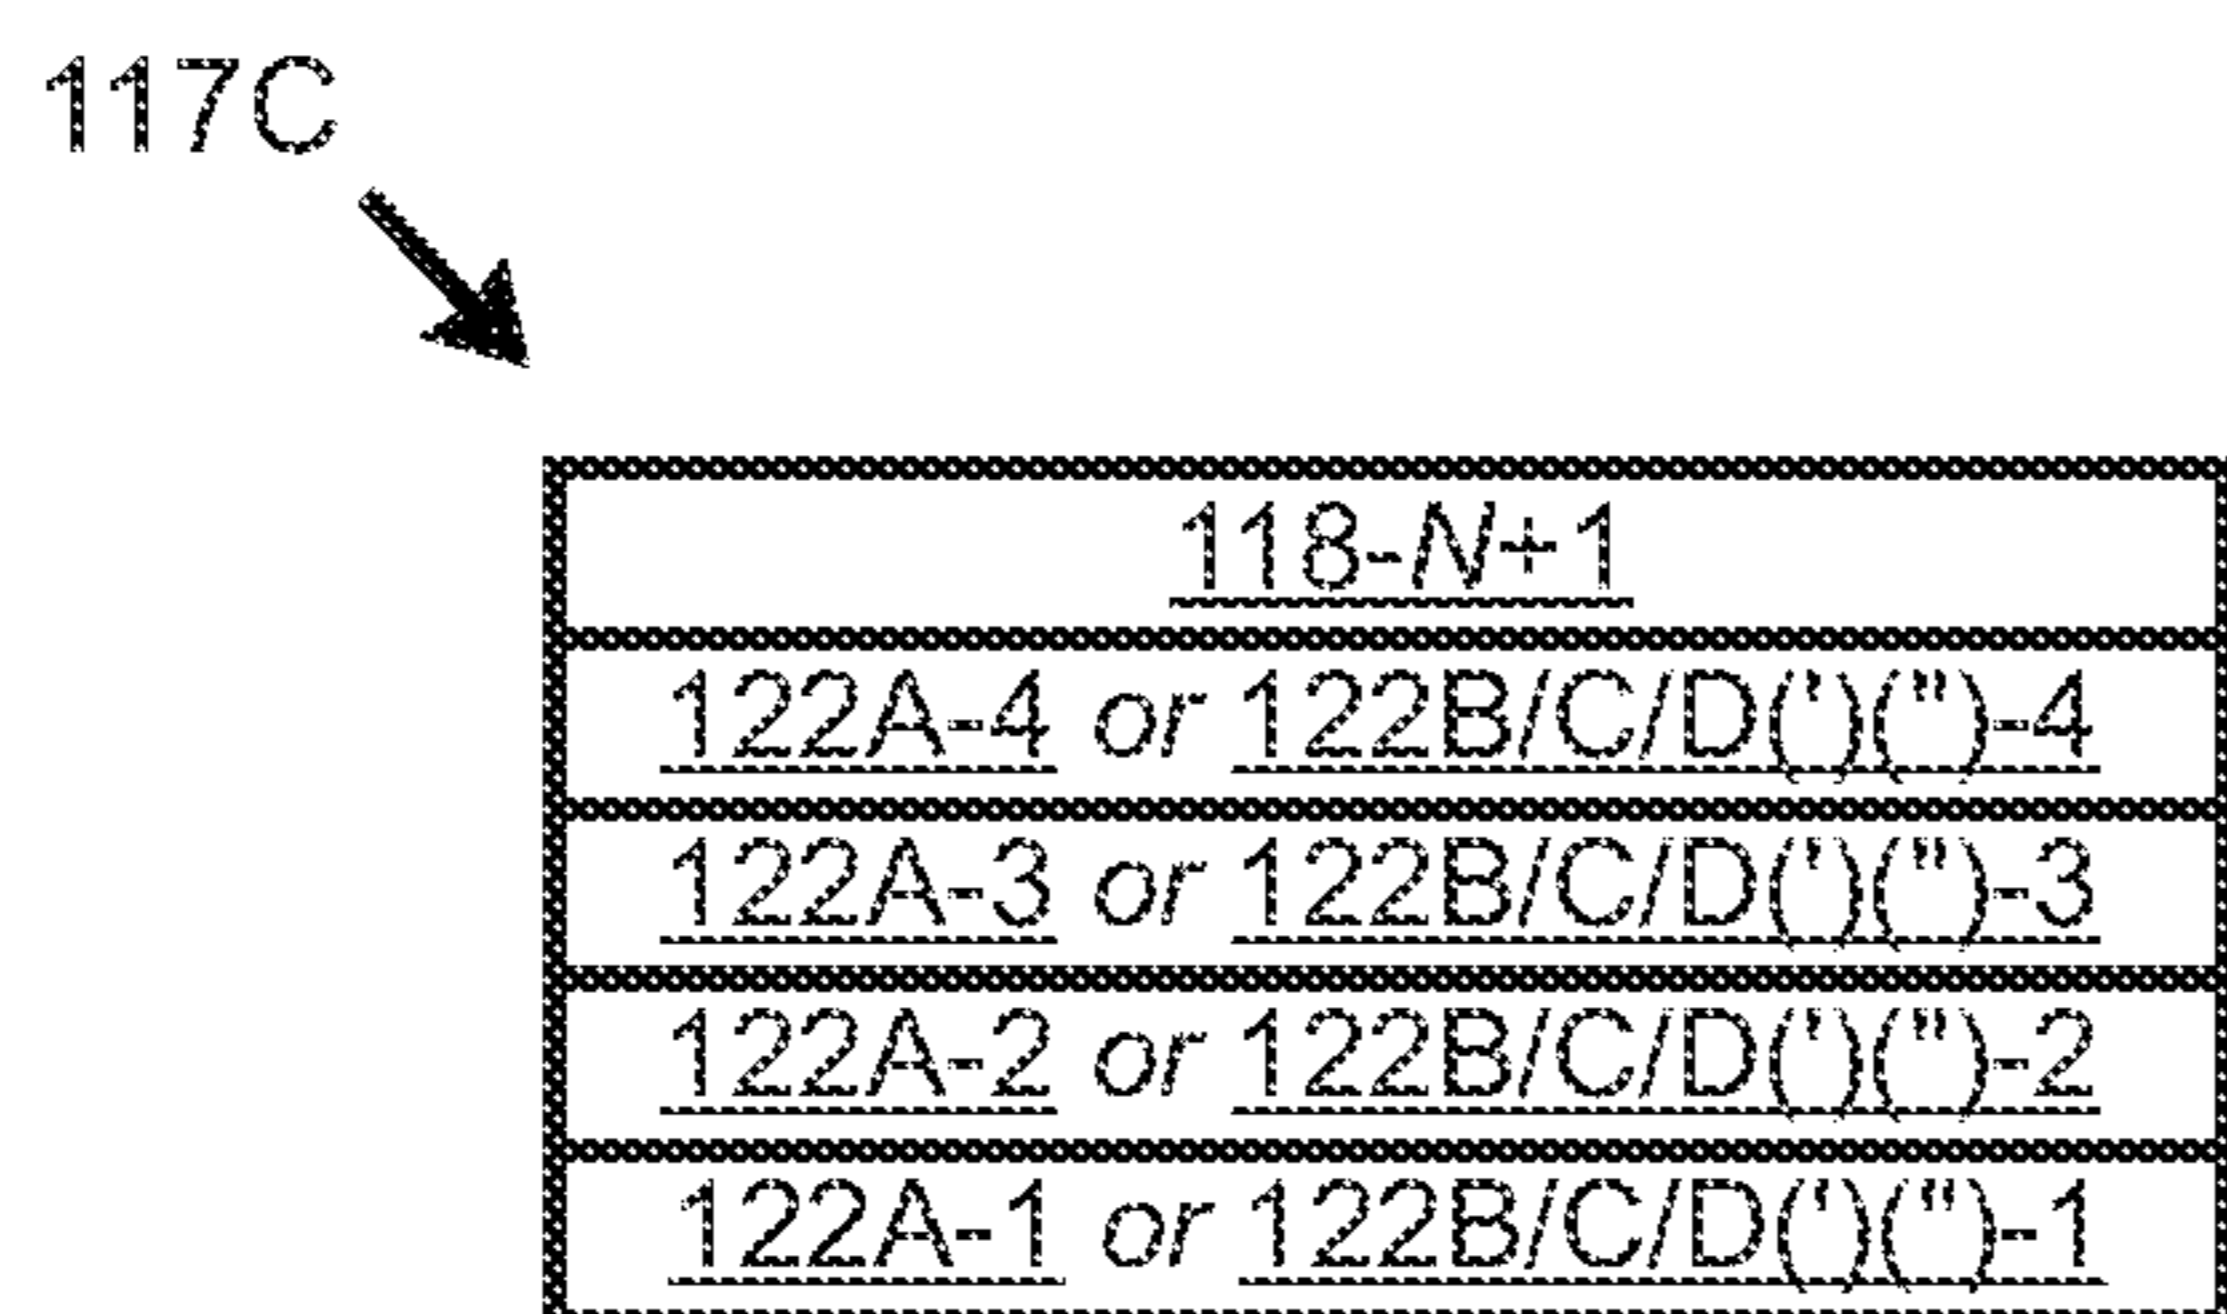 117C
118-N+1
122A-4 or 122B/C/D(')(")-4
122A-3 or 122B/C/D(')(")-3
122A-2 or 122B/C/D(')(")-2
122A-1 or 122B/C/D(')(")-1